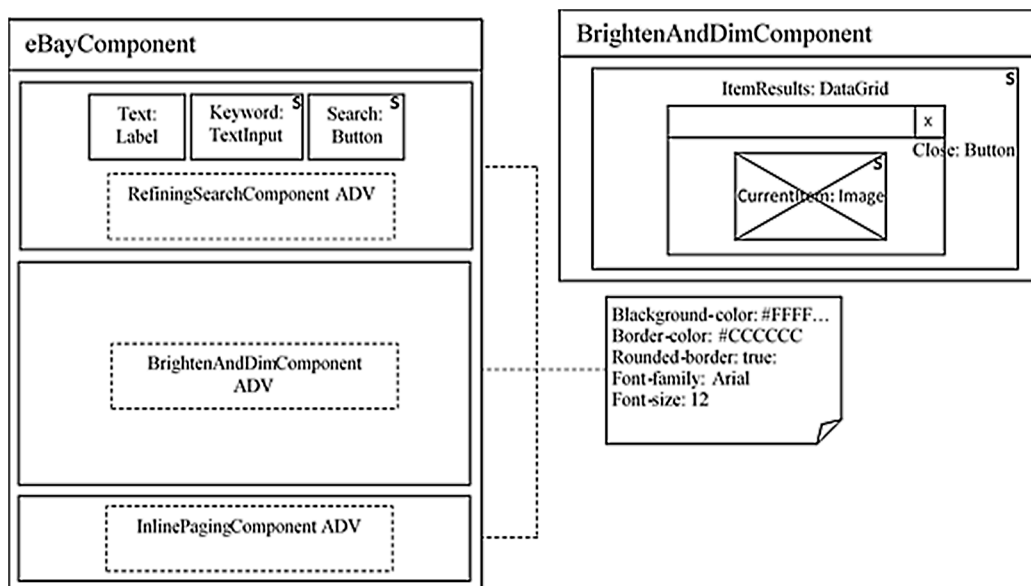 eBayComponent
Text:
Label
Keyword:
TextInput
S
Search:
Button
S
RefiningSearchComponent ADV
BrightenAndDimComponent
ADV
InlinePagingComponent ADV
BrightenAndDimComponent
S
ItemResults: DataGrid
x
Close: Button
S
CurrentItem: Image
Blackground-color: #FFFF...
Border-color: #CCCCCC
Rounded-border: true:
Font-family: Arial
Font-size: 12